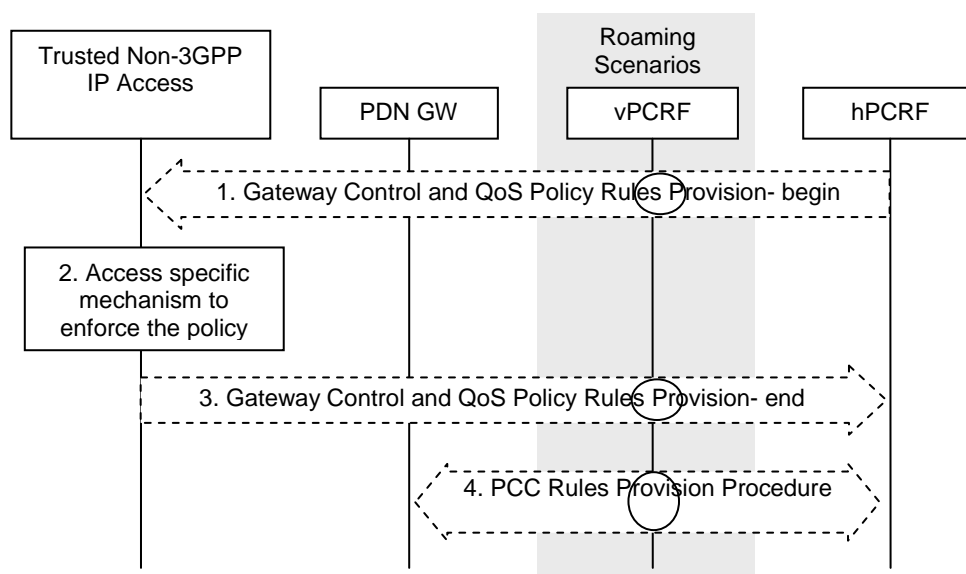 Trusted Non-3GPP
IP Access
Roaming
Scenarios
PDN GW
vPCRF
hPCRF
1. Gateway Control and QoS Policy Rules Provision- begin
2. Access specific
mechanism to
enforce the policy
3. Gateway Control and QoS Policy Rules Provision- end
4. PCC Rules Provision Procedure